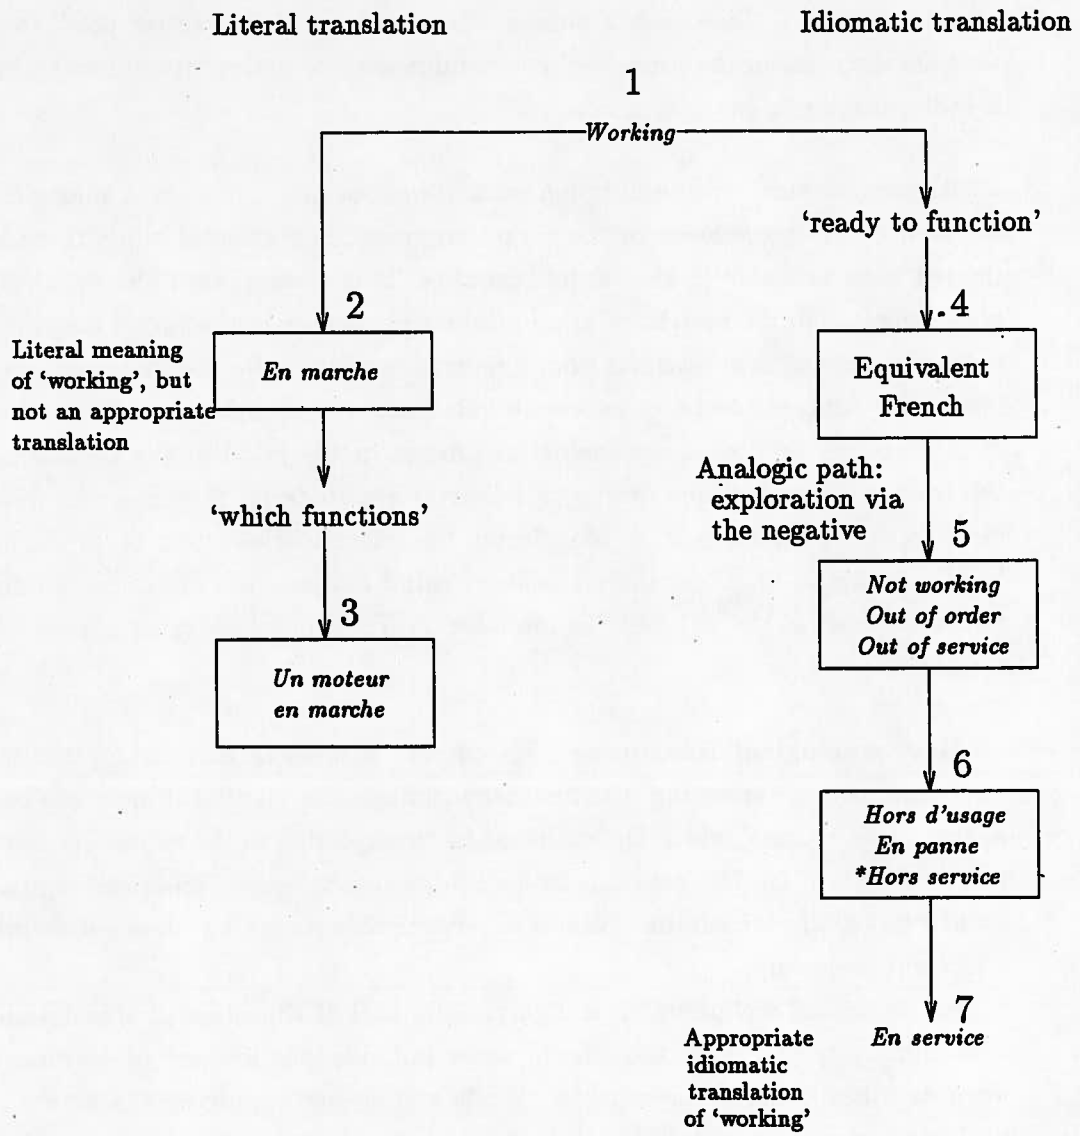 Literal translation
Idiomatic translation
1
Working
'ready to function'
2
.4
Literal meaning
of 'working', but
not an appropriate
translation
En marche
Equivalent
French
Analogic path:
exploration via
the negative
'which functions'
5
Not working
Out of order
Out of service
3
Un moteur
en marche
6
Hors d'usage
En panne
*Hors service
7
Appropriate
idiomatic
translation
of 'working'
En service